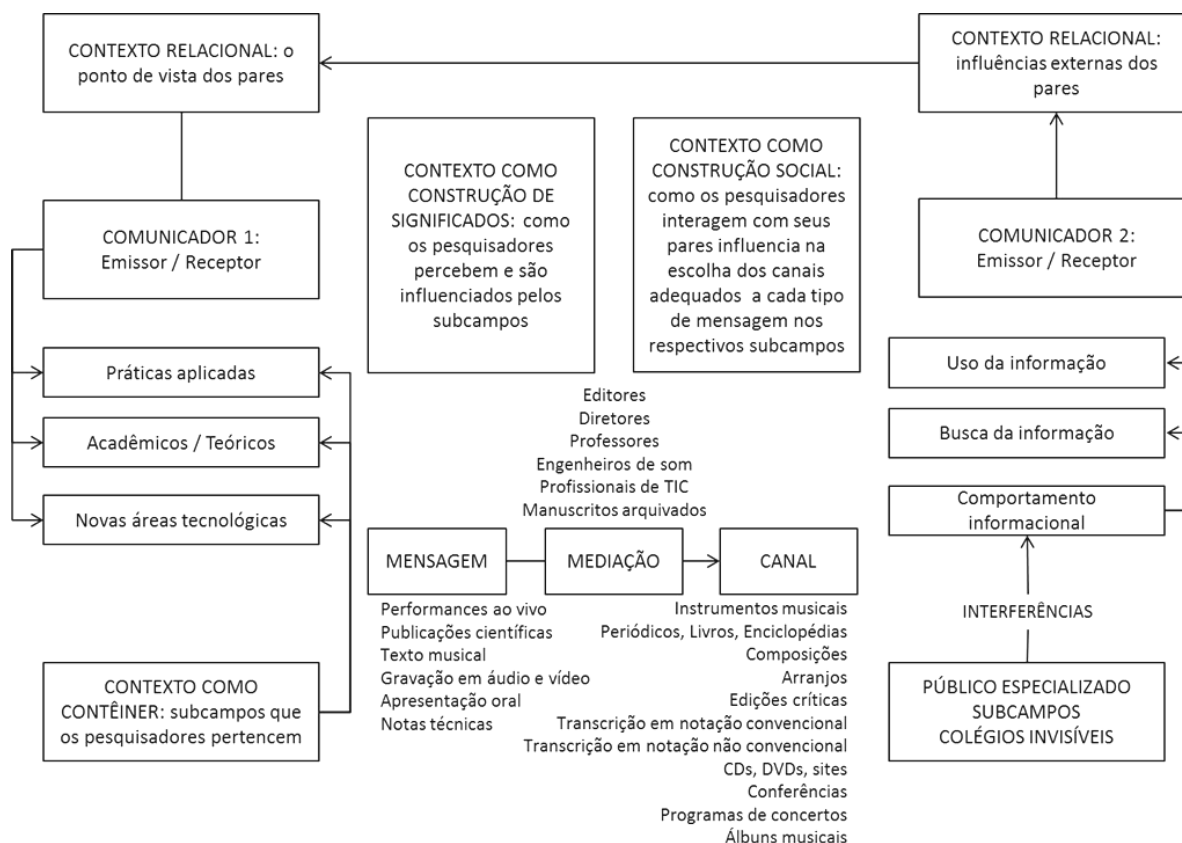 CONTEXTO RELACIONAL: o
ponto de vista dos pares
CONTEXTO RELACIONAL:
influências externas dos
pares
CONTEXTO COMO
CONSTRUÇÃO DE
SIGNIFICADOS: como
os pesquisadores
percebem e são
influenciados pelos
subcampos
CONTEXTO COMO
CONSTRUÇÃO SOCIAL:
como os pesquisadores
interagem com seus
pares influencia na
escolha dos canais
adequados a cada tipo
de mensagem nos
respectivos subcampos
COMUNICADOR 1:
Emissor / Receptor
COMUNICADOR 2:
Emissor / Receptor
Práticas aplicadas
Acadêmicos / Teóricos
Novas áreas tecnológicas
Uso da informação
Busca da informação
Comportamento
informacional
Editores
Diretores
Professores
Engenheiros de som
Profissionais de TIC
Manuscritos arquivados
MENSAGEM
MEDIAÇÃO
CANAL
Performances ao vivo
Publicações científicas
Texto musical
Gravação em áudio e vídeo
Apresentação oral
Notas técnicas
Instrumentos musicais
Periódicos, Livros, Enciclopédias
Composições
Arranjos
Edições críticas
Transcrição em notação convencional
Transcrição em notação não convencional
CDs, DVDs, sites
Conferências
Programas de concertos
Álbuns musicais
INTERFERÊNCIAS
CONTEXTO COMO
CONTÊINER: subcampos que
os pesquisadores pertencem
PÚBLICO ESPECIALIZADO
SUBCAMPOS
COLÉGIOS INVISÍVEIS